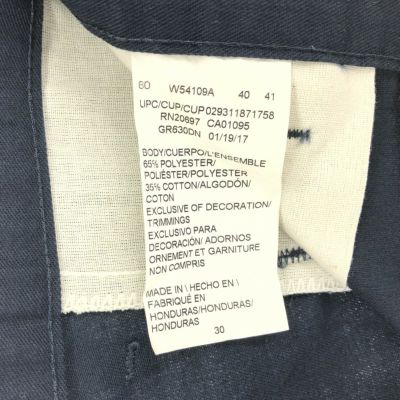 60 W54109A 40 41
UPC/CUP/CUP029311871758
RN20697 CA01095
GR630DN 01/19/17
BODY/CUERPO/L'ENSEMBLE
65% POLYESTER/
POLIÉSTER/POLYESTER
35% COTTON/ALGODÓN/
COTON
EXCLUSIVE OF DECORATION/
TRIMMINGS
EXCLUSIVO PARA
DECORACIÓN/ ADORNOS
ORNEMENT ET GARNITURE
NON COMPRIS
MADE IN \ HECHO EN \
FABRIQUÉ EN
HONDURAS/HONDURAS/
HONDURAS
30